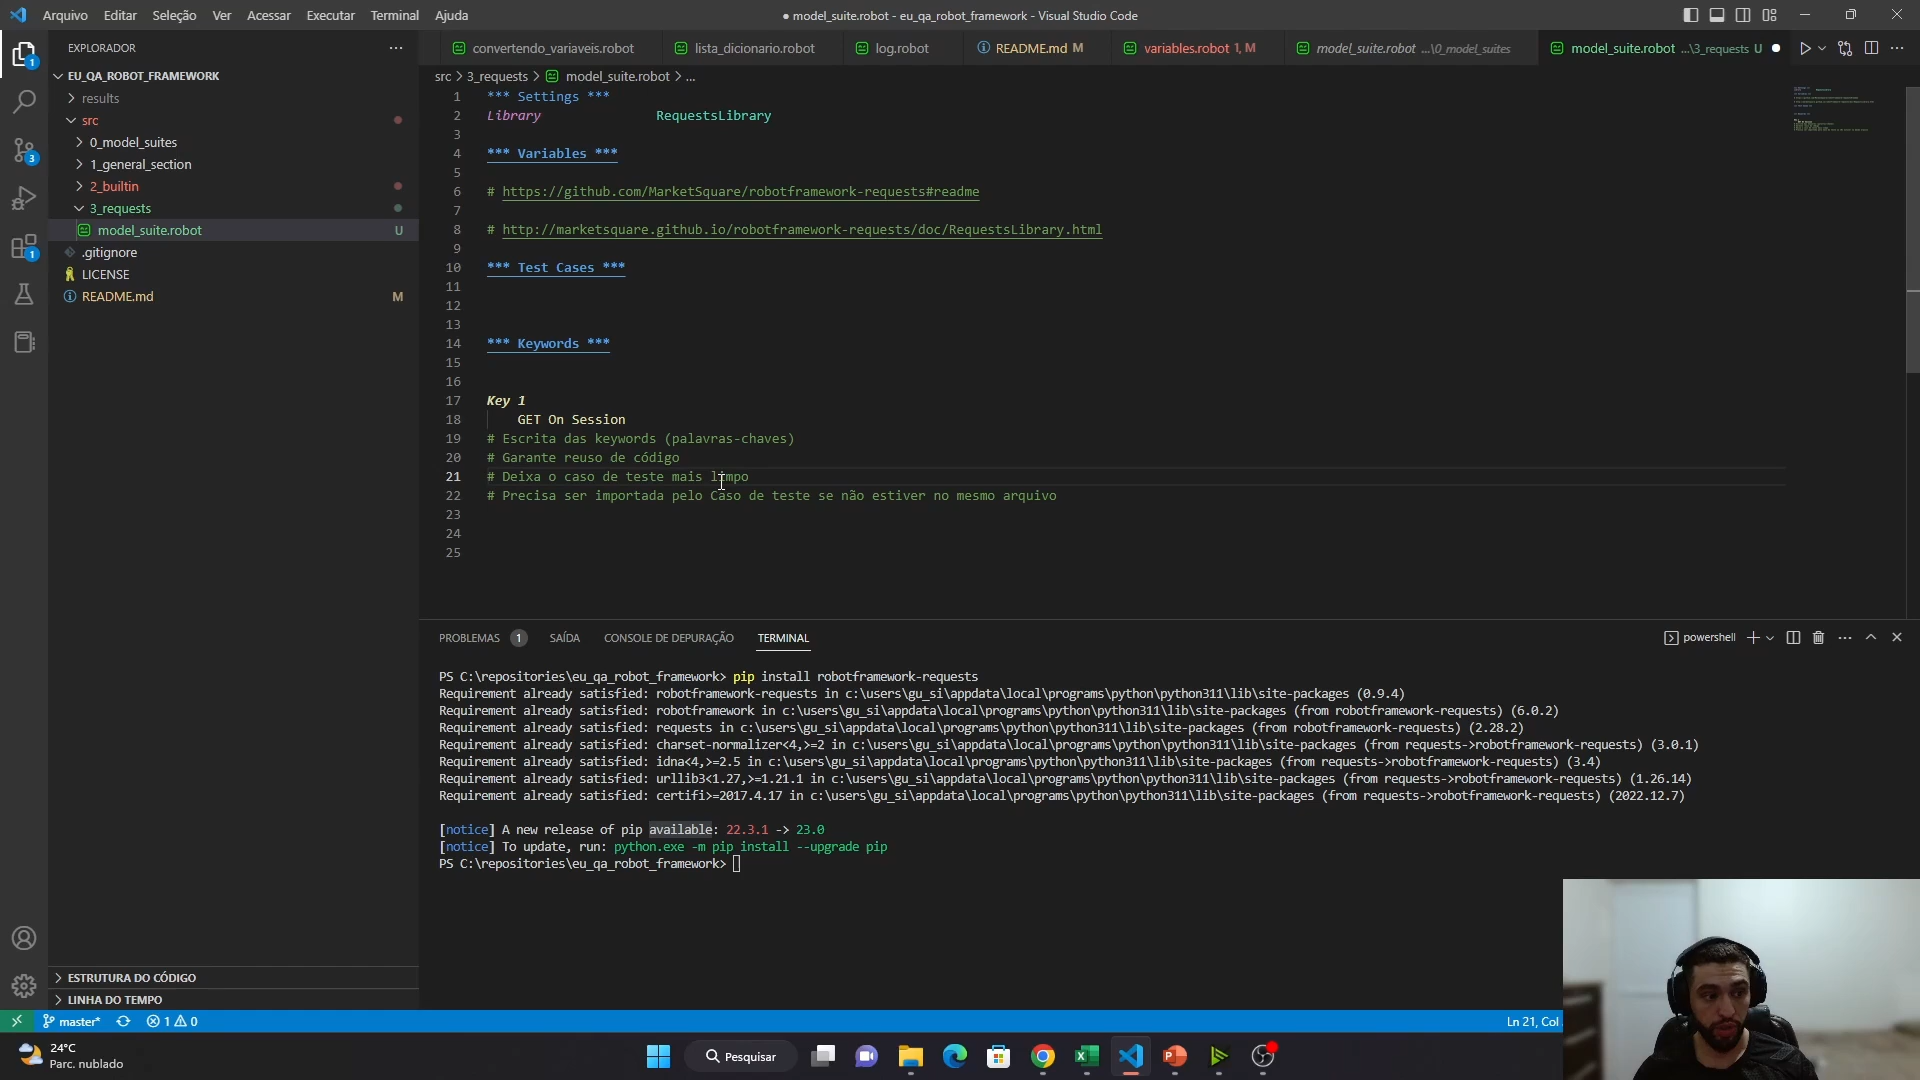 Arquivo Editar Seleção Ver Acessar Executar Terminal Ajuda
● model_suite.robot - eu_qa_robot_framework - Visual Studio Code
EXPLORADOR
convertendo_variaveis.robot lista_dicionario.robot log.robot README.md M variables.robot 1, M model_suite.robot ...\0_model_suites model_suite.robot ...\3_requests U
EU_QA_ROBOT_FRAMEWORK
results
src
0_model_suites
1_general_section
2_builtin
3_requests
model_suite.robot U
.gitignore
LICENSE
README.md M
ESTRUTURA DO CÓDIGO
LINHA DO TEMPO
src > 3_requests > model_suite.robot > ...
1 *** Settings ***
2 Library RequestsLibrary
3
4 *** Variables ***
5
6 # https://github.com/MarketSquare/robotframework-requests#readme
7
8 # http://marketsquare.github.io/robotframework-requests/doc/RequestsLibrary.html
9
10 *** Test Cases ***
11
12
13
14 *** Keywords ***
15
16
17 Key 1
18 GET On Session
19 # Escrita das keywords (palavras-chaves)
20 # Garante reuso de código
21 # Deixa o caso de teste mais limpo
22 # Precisa ser importada pelo Caso de teste se não estiver no mesmo arquivo
23
24
25
PROBLEMAS 1 SAÍDA CONSOLE DE DEPURAÇÃO TERMINAL
powershell
PS C:\repositories\eu_qa_robot_framework> pip install robotframework-requests
Requirement already satisfied: robotframework-requests in c:\users\gu_si\appdata\local\programs\python\python311\lib\site-packages (0.9.4)
Requirement already satisfied: robotframework in c:\users\gu_si\appdata\local\programs\python\python311\lib\site-packages (from robotframework-requests) (6.0.2)
Requirement already satisfied: requests in c:\users\gu_si\appdata\local\programs\python\python311\lib\site-packages (from robotframework-requests) (2.28.2)
Requirement already satisfied: charset-normalizer<4,>=2 in c:\users\gu_si\appdata\local\programs\python\python311\lib\site-packages (from requests->robotframework-requests) (3.0.1)
Requirement already satisfied: idna<4,>=2.5 in c:\users\gu_si\appdata\local\programs\python\python311\lib\site-packages (from requests->robotframework-requests) (3.4)
Requirement already satisfied: urllib3<1.27,>=1.21.1 in c:\users\gu_si\appdata\local\programs\python\python311\lib\site-packages (from requests->robotframework-requests) (1.26.14)
Requirement already satisfied: certifi>=2017.4.17 in c:\users\gu_si\appdata\local\programs\python\python311\lib\site-packages (from requests->robotframework-requests) (2022.12.7)
[notice] A new release of pip available: 22.3.1 -> 23.0
[notice] To update, run: python.exe -m pip install --upgrade pip
PS C:\repositories\eu_qa_robot_framework>
master* 1 0
Ln 21, Col
24°C
Parc. nublado
Pesquisar